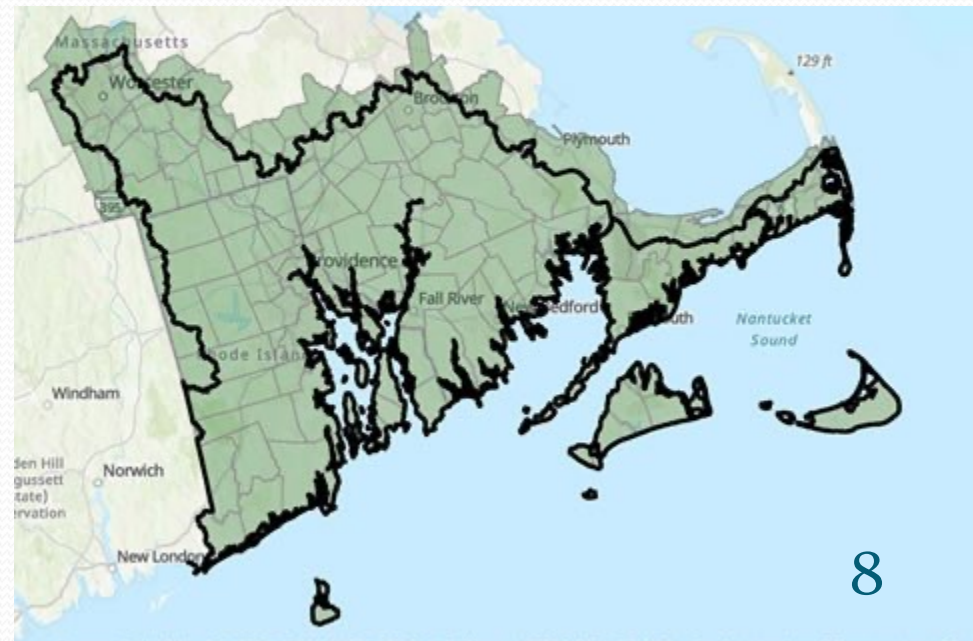 Massachusetts
Worcester
129 ft
Plymouth
395
Providence
Fall River
New Bedford
Rhode Island
Nantucket
Sound
Windham
Norwich
New London
8